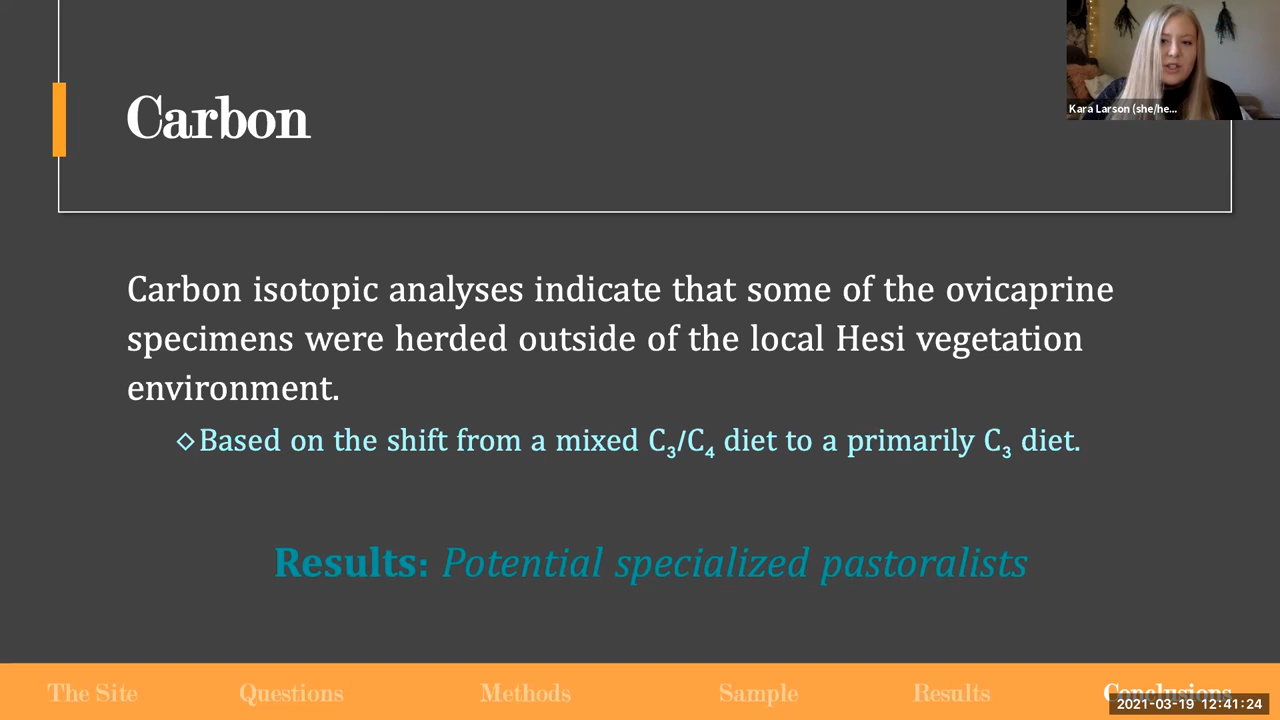 Carbon
Kara Larson (she/he...
Carbon isotopic analyses indicate that some of the ovicaprine
specimens were herded outside of the local Hesi vegetation
environment.
◇Based on the shift from a mixed C₃/C₄ diet to a primarily C₃ diet.
Results: Potential specialized pastoralists
The Site Questions Methods Sample Results Conclusions
2021-03-19 12:41:24